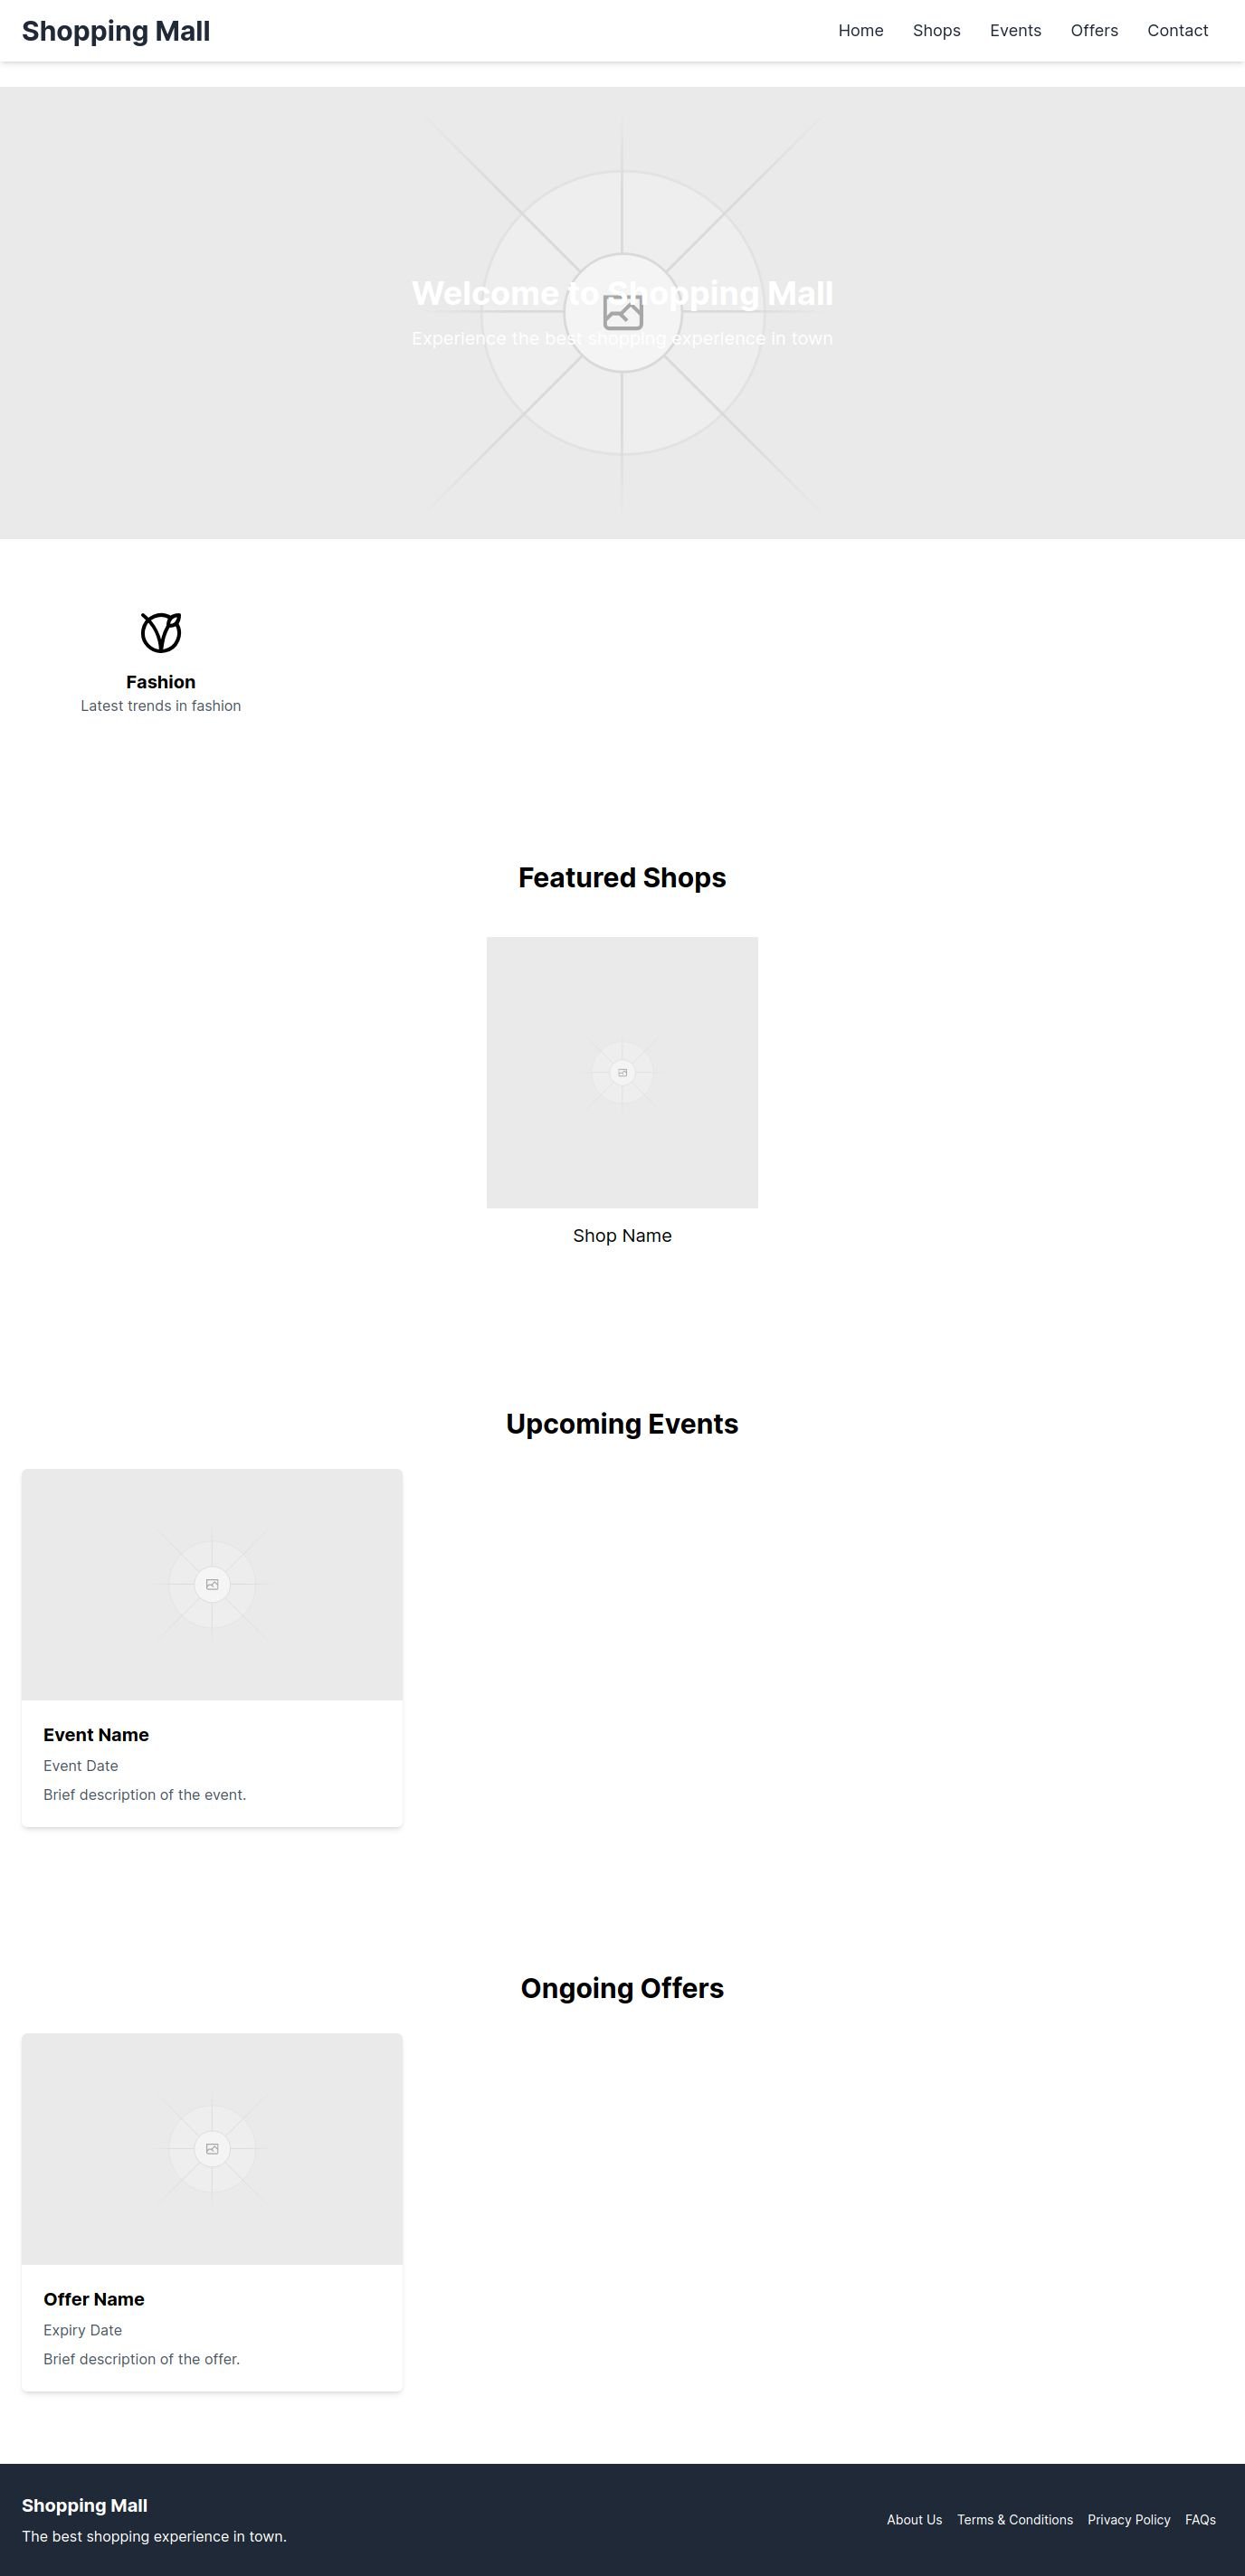 Shopping Mall
Home Shops Events Offers Contact
Welcome to Shopping Mall
Experience the best shopping experience in town
Fashion
Latest trends in fashion
Featured Shops
Shop Name
Upcoming Events
Event Name
Event Date
Brief description of the event.
Ongoing Offers
Offer Name
Expiry Date
Brief description of the offer.
Shopping Mall
The best shopping experience in town.
About Us Terms & Conditions Privacy Policy FAQs